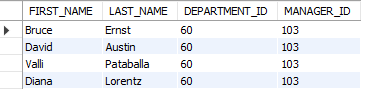 FIRST_NAME LAST_NAME DEPARTMENT_ID MANAGER_ID
Bruce Ernst 60 103
David Austin 60 103
Valli Pataballa 60 103
Diana Lorentz 60 103